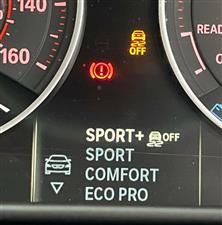 140
160
READ
OFF
SPORT+ OFF
SPORT
COMFORT
ECO PRO